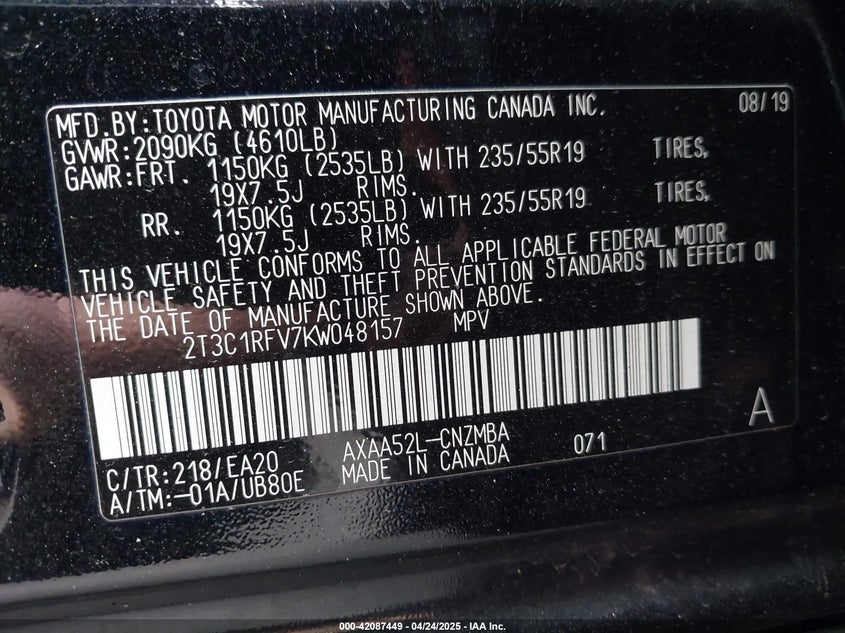 MFD.BY:TOYOTA MOTOR MANUFACTURING CANADA INC. 08/19
GVWR:2090KG (4610LB)
GAWR:FRT. 1150KG (2535LB) WITH 235/55R19 TIRES,
19X7.5J RIMS.
RR. 1150KG (2535LB) WITH 235/55R19 TIRES,
19X7.5J RIMS.
THIS VEHICLE CONFORMS TO ALL APPLICABLE FEDERAL MOTOR
VEHICLE SAFETY AND THEFT PREVENTION STANDARDS IN EFFECT ON
THE DATE OF MANUFACTURE SHOWN ABOVE.
2T3C1RFV7KW048157 MPV
A
C/TR:218/EA20 AXAA52L-CNZMBA 071
A/TM:-01A/UB80E MADE IN CANADA
000-42087449 - 04/24/2025 - IAA Inc.